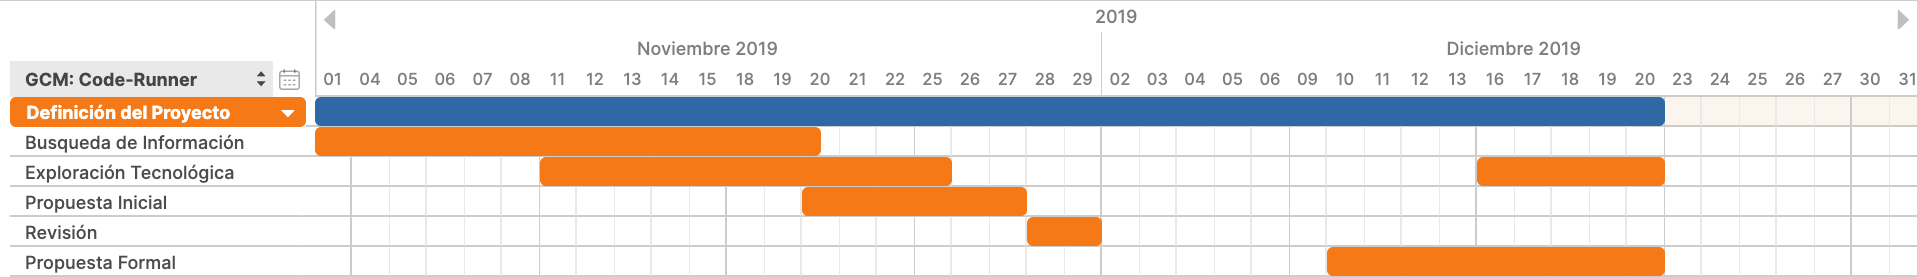 2019
Noviembre 2019 Diciembre 2019
GCM: Code-Runner 01 04 05 06 07 08 11 12 13 14 15 18 19 20 21 22 25 26 27 28 29 02 03 04 05 06 09 10 11 12 13 16 17 18 19 20 23 24 25 26 27 30 31
Definición del Proyecto
Busqueda de Información
Exploración Tecnológica
Propuesta Inicial
Revisión
Propuesta Formal